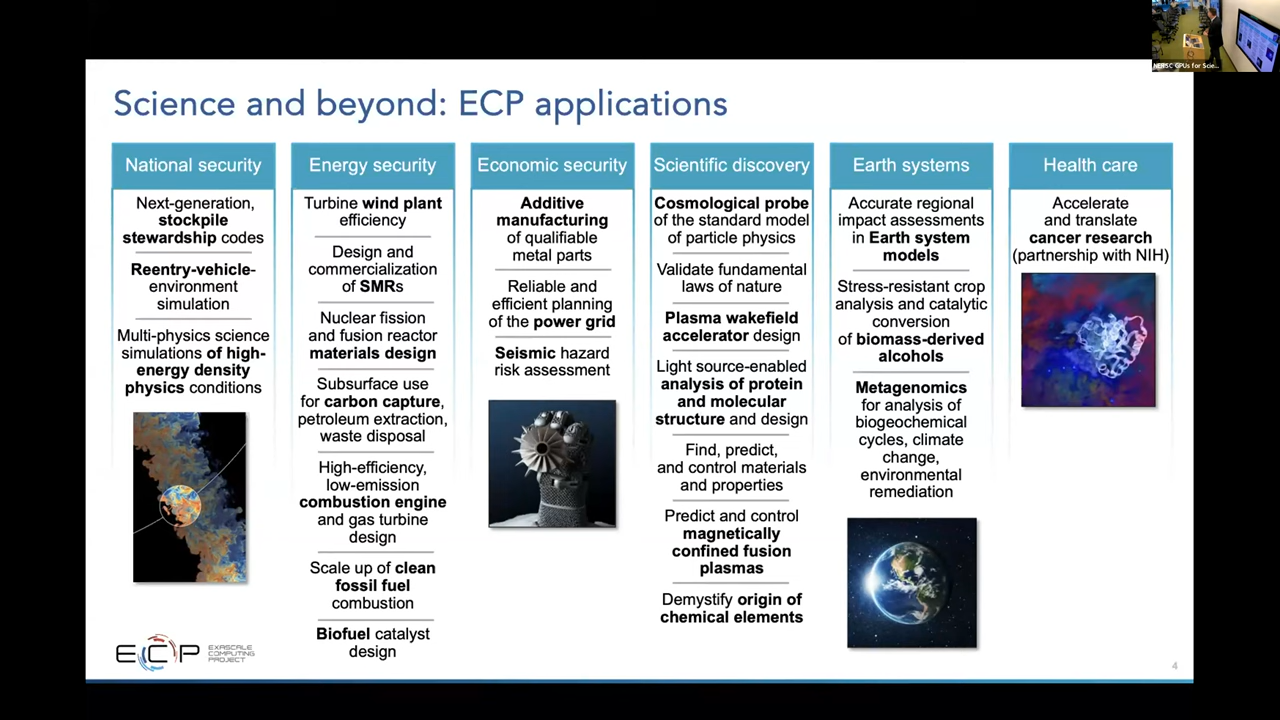 NERSC GPUs for Scie...
Science and beyond: ECP applications
National security
Next-generation,
stockpile
stewardship codes
Reentry-vehicle-
environment
simulation
Multi-physics science
simulations of high-
energy density
physics conditions
Energy security
Turbine wind plant
efficiency
Design and
commercialization
of SMRs
Nuclear fission
and fusion reactor
materials design
Subsurface use
for carbon capture,
petroleum extraction,
waste disposal
High-efficiency,
low-emission
combustion engine
and gas turbine
design
Scale up of clean
fossil fuel
combustion
Biofuel catalyst
design
Economic security
Additive
manufacturing
of qualifiable
metal parts
Reliable and
efficient planning
of the power grid
Seismic hazard
risk assessment
Scientific discovery
Cosmological probe
of the standard model
of particle physics
Validate fundamental
laws of nature
Plasma wakefield
accelerator design
Light source-enabled
analysis of protein
and molecular
structure and design
Find, predict,
and control materials
and properties
Predict and control
magnetically
confined fusion
plasmas
Demystify origin of
chemical elements
Earth systems
Accurate regional
impact assessments
in Earth system
models
Stress-resistant crop
analysis and catalytic
conversion
of biomass-derived
alcohols
Metagenomics
for analysis of
biogeochemical
cycles, climate
change,
environmental
remediation
Health care
Accelerate
and translate
cancer research
(partnership with NIH)
ECP
EXASCALE
COMPUTING
PROJECT
4